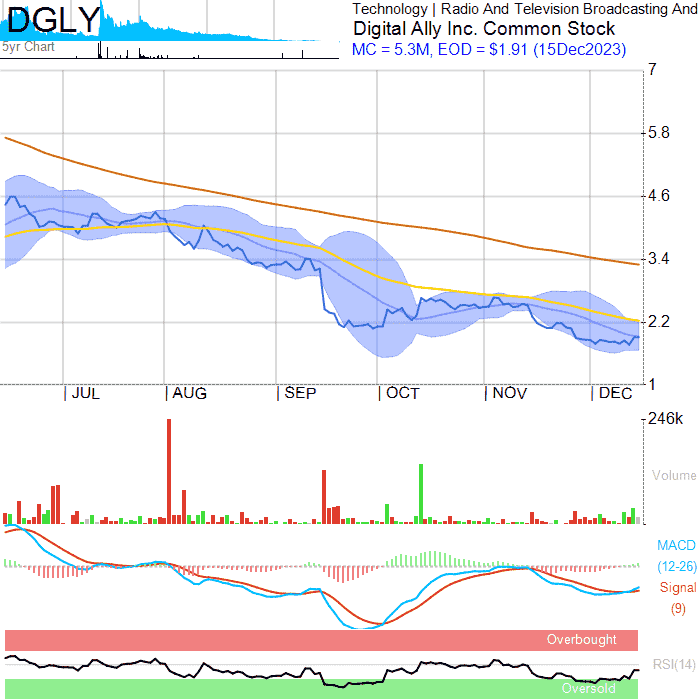 DGLY
5yr Chart
Technology | Radio And Television Broadcasting And
Digital Ally Inc. Common Stock
MC = 5.3M, EOD = $1.91 (15Dec2023)
7
5.8
4.6
3.4
2.2
1
JUL
AUG
SEP
OCT
NOV
DEC
246k
Volume
MACD
(12-26)
Signal
(9)
Overbought
RSI(14)
Oversold